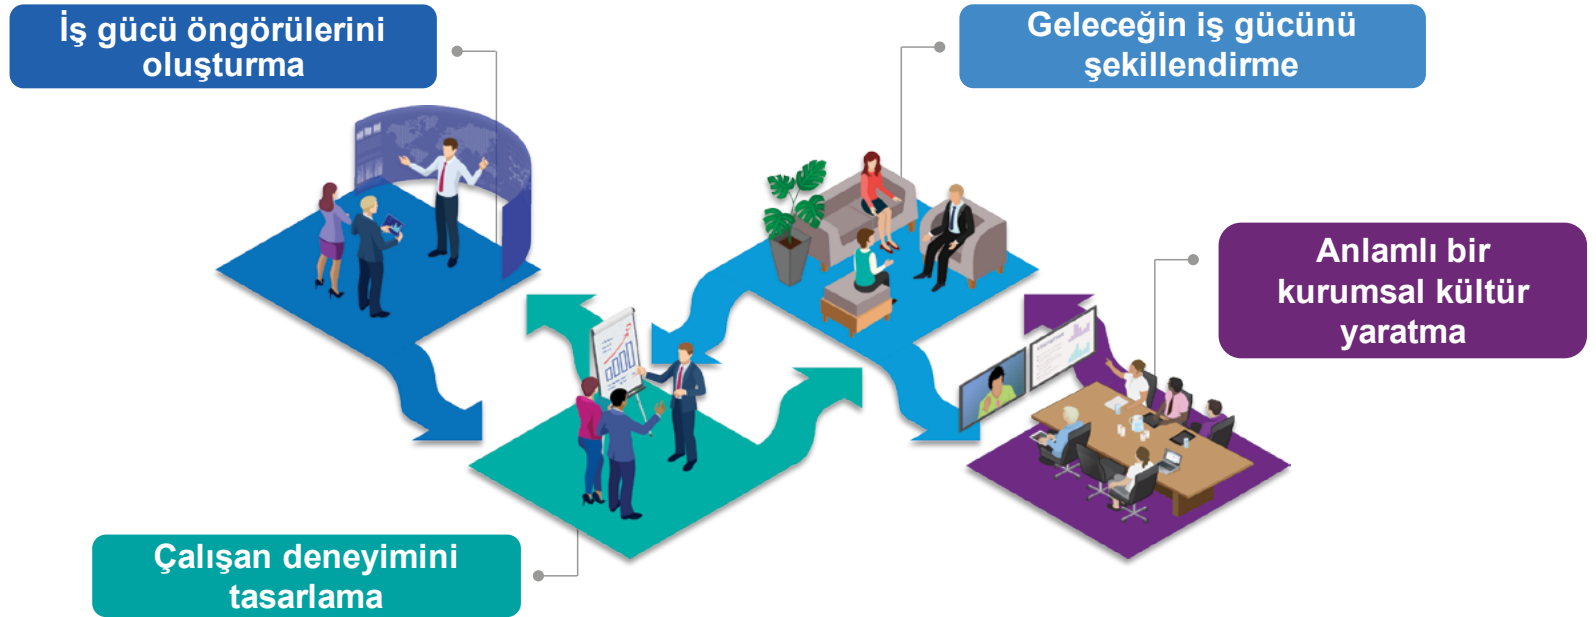 İş gücü öngörülerini
oluşturma
Geleceğin iş gücünü
şekillendirme
Anlamlı bir
kurumsal kültür
yaratma
Çalışan deneyimini
tasarlama